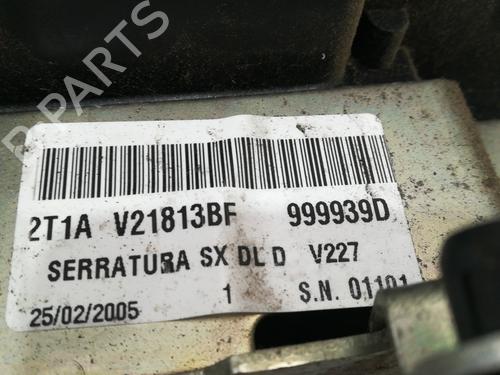 2T1A V21813BF 999939D
SERRATURA SX DL D V227
25/02/2005 1 S.N. 01101
B-PARTS